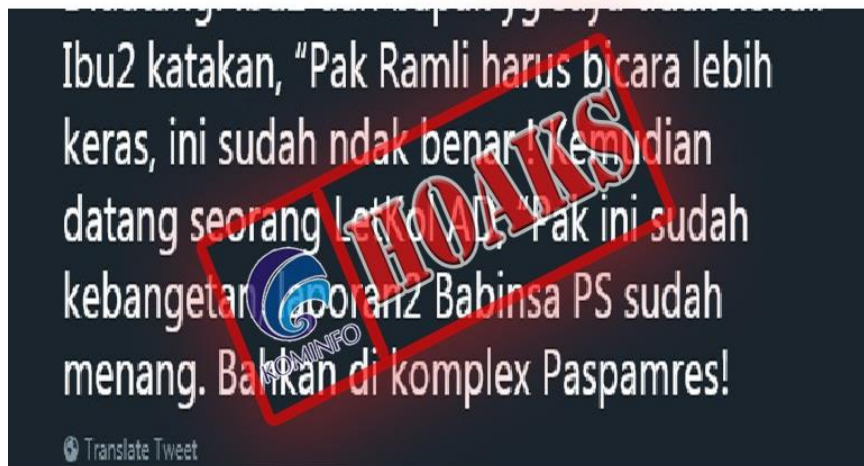 Ibu2 katakan, “Pak Ramli harus bicara lebih
keras, ini sudah ndak benar ! Kemudian
datang seorang LetKol AD, “Pak ini sudah
kebangetan, laporan2 Babinsa PS sudah
menang. Bahkan di komplex Paspamres!
HOAKS
KOMINFO
Translate Tweet